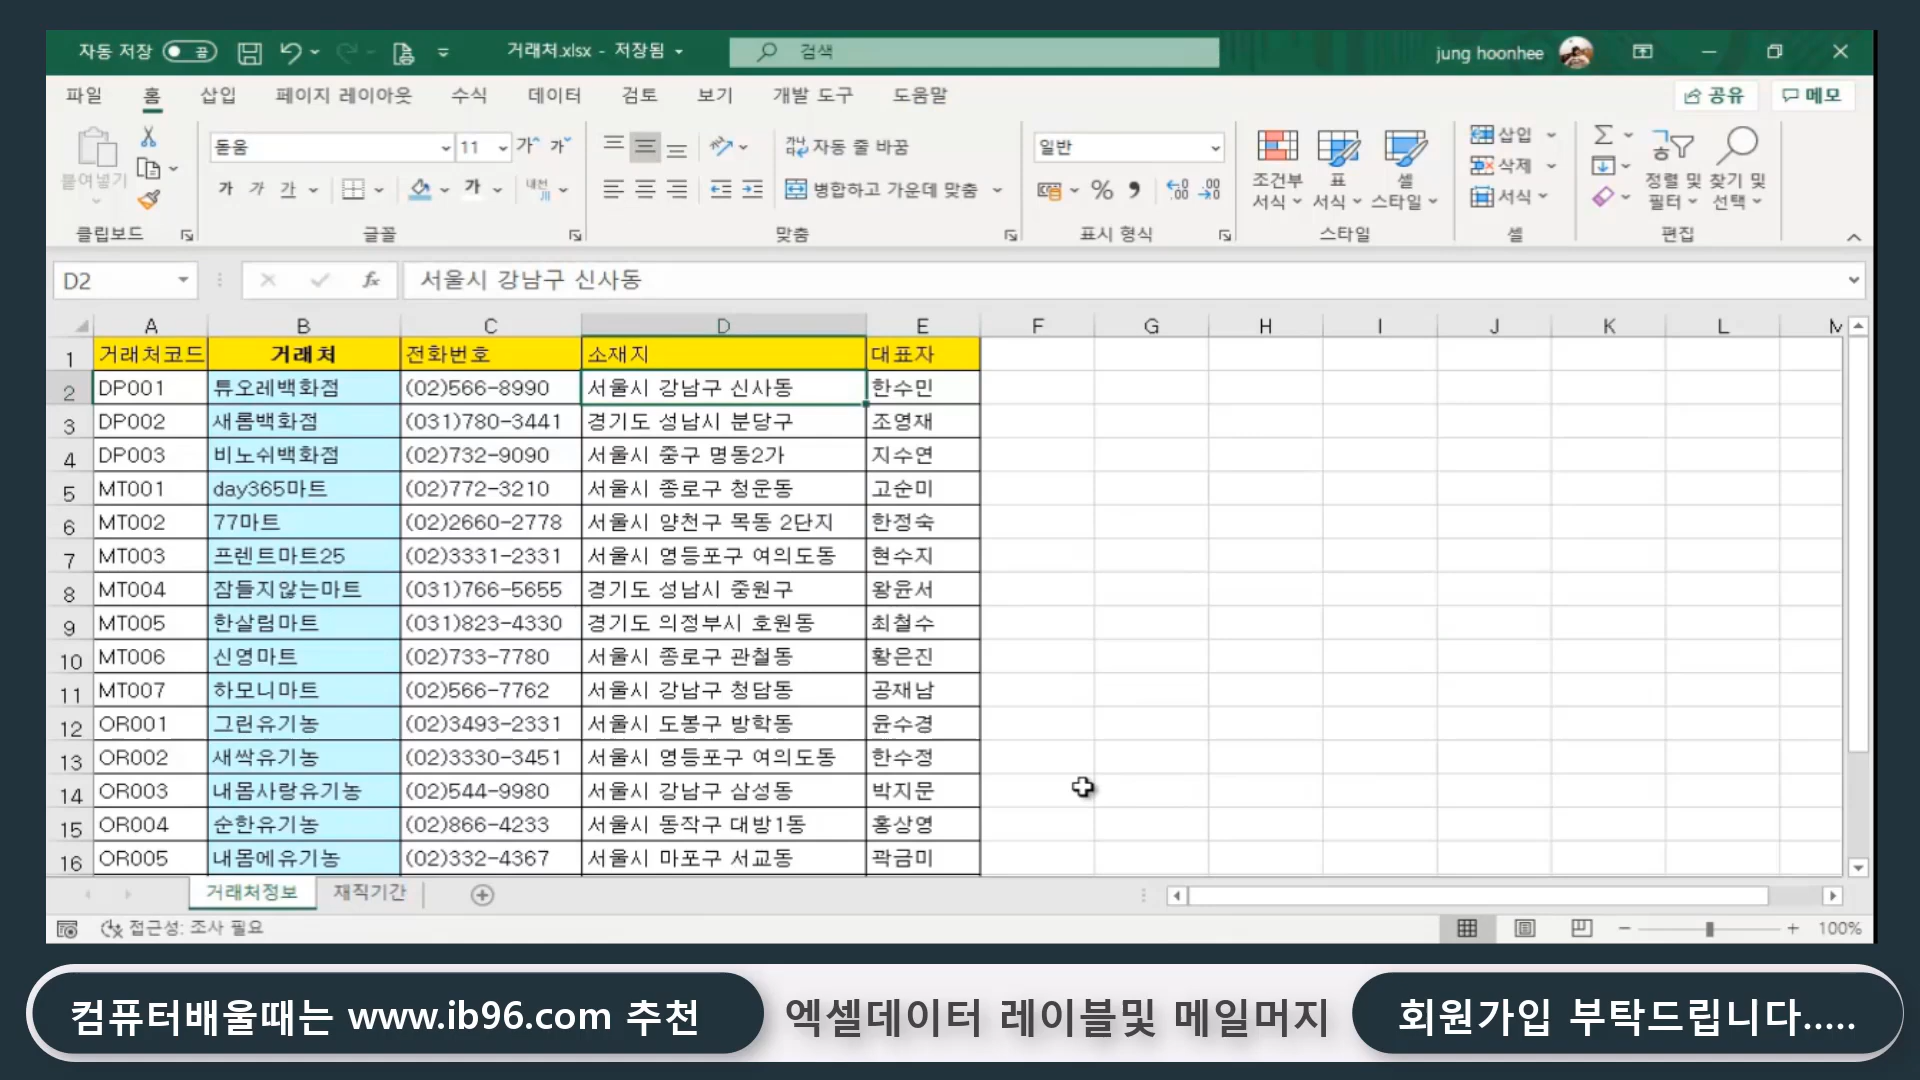 자동 저장 끔 거래처.xlsx - 저장됨 검색 jung hoonhee
파일 홈 삽입 페이지 레이아웃 수식 데이터 검토 보기 개발 도구 도움말 공유 메모
붙여넣기 돋움 11 가 가 자동 줄 바꿈 일반 조건부 서식 표 서식 셀 스타일 삽입 정렬 및 필터 찾기 및 선택
가 가 가 가 내천 병합하고 가운데 맞춤 % 삭제
서식
클립보드 글꼴 맞춤 표시 형식 스타일 셀 편집
D2 fx 서울시 강남구 신사동
A B C D E F G H I J K L M
1 거래처코드 거래처 전화번호 소재지 대표자
2 DP001 튜오레백화점 (02)566-8990 서울시 강남구 신사동 한수민
3 DP002 새롬백화점 (031)780-3441 경기도 성남시 분당구 조영재
4 DP003 비노쉬백화점 (02)732-9090 서울시 중구 명동2가 지수연
5 MT001 day365마트 (02)772-3210 서울시 종로구 청운동 고순미
6 MT002 77마트 (02)2660-2778 서울시 양천구 목동 2단지 한정숙
7 MT003 프렌트마트25 (02)3331-2331 서울시 영등포구 여의도동 현수지
8 MT004 잠들지않는마트 (031)766-5655 경기도 성남시 중원구 왕윤서
9 MT005 한살림마트 (031)823-4330 경기도 의정부시 호원동 최철수
10 MT006 신영마트 (02)733-7780 서울시 종로구 관철동 황은진
11 MT007 하모니마트 (02)566-7762 서울시 강남구 청담동 공재남
12 OR001 그린유기농 (02)3493-2331 서울시 도봉구 방학동 윤수경
13 OR002 새싹유기농 (02)3330-3451 서울시 영등포구 여의도동 한수정
14 OR003 내몸사랑유기농 (02)544-9980 서울시 강남구 삼성동 박지문
15 OR004 순한유기농 (02)866-4233 서울시 동작구 대방1동 홍상영
16 OR005 내몸에유기농 (02)332-4367 서울시 마포구 서교동 곽금미
거래처정보 재직기간
접근성: 조사 필요 100%
컴퓨터배울때는 www.ib96.com 추천 엑셀데이터 레이블및 메일머지 회원가입 부탁드립니다.....